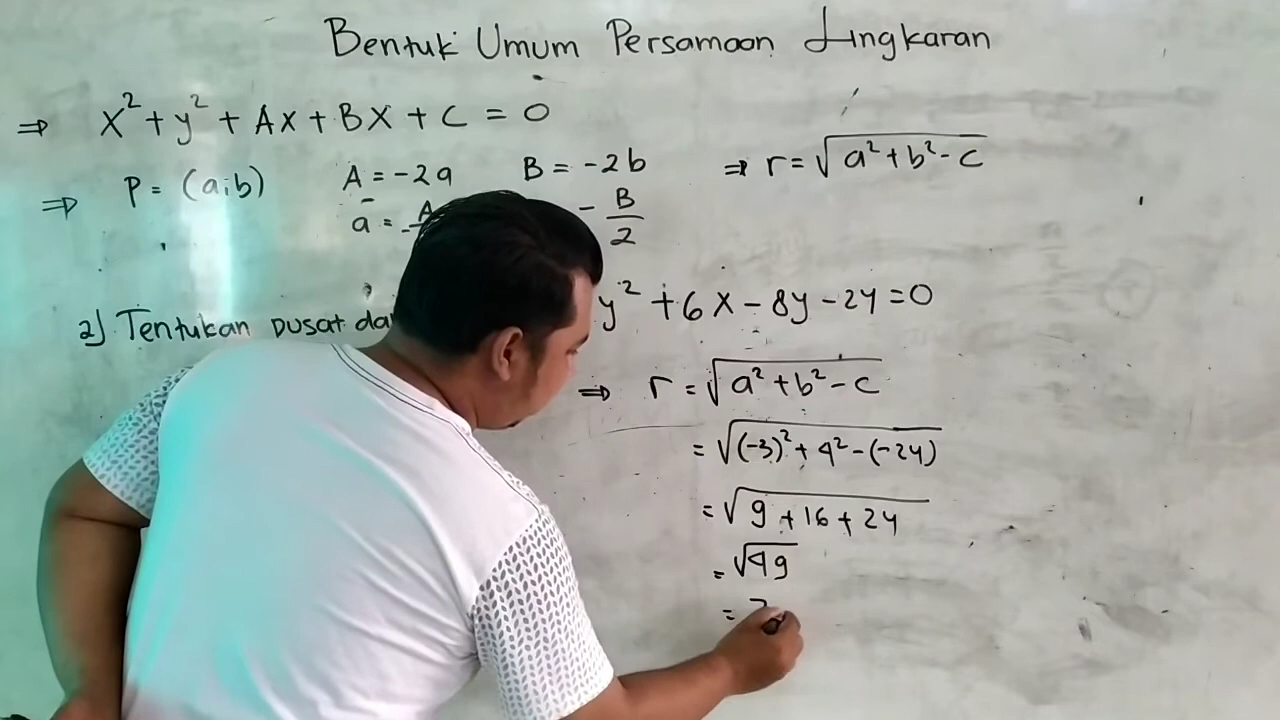 Bentuk Umum Persamaan Lingkaran
⇒ x² + y² + Ax + Bx + C = 0
⇒ P = (a;b) A = -2a B = -2b ⇒ r = √(a² + b² - c)
a = - A - B/2
a) Tentukan pusat y² + 6x - 8y - 24 = 0
⇒ r = √(a² + b² - c)
= √((-3)² + 4² - (-24))
= √(9 + 16 + 24)
= √49
= 7